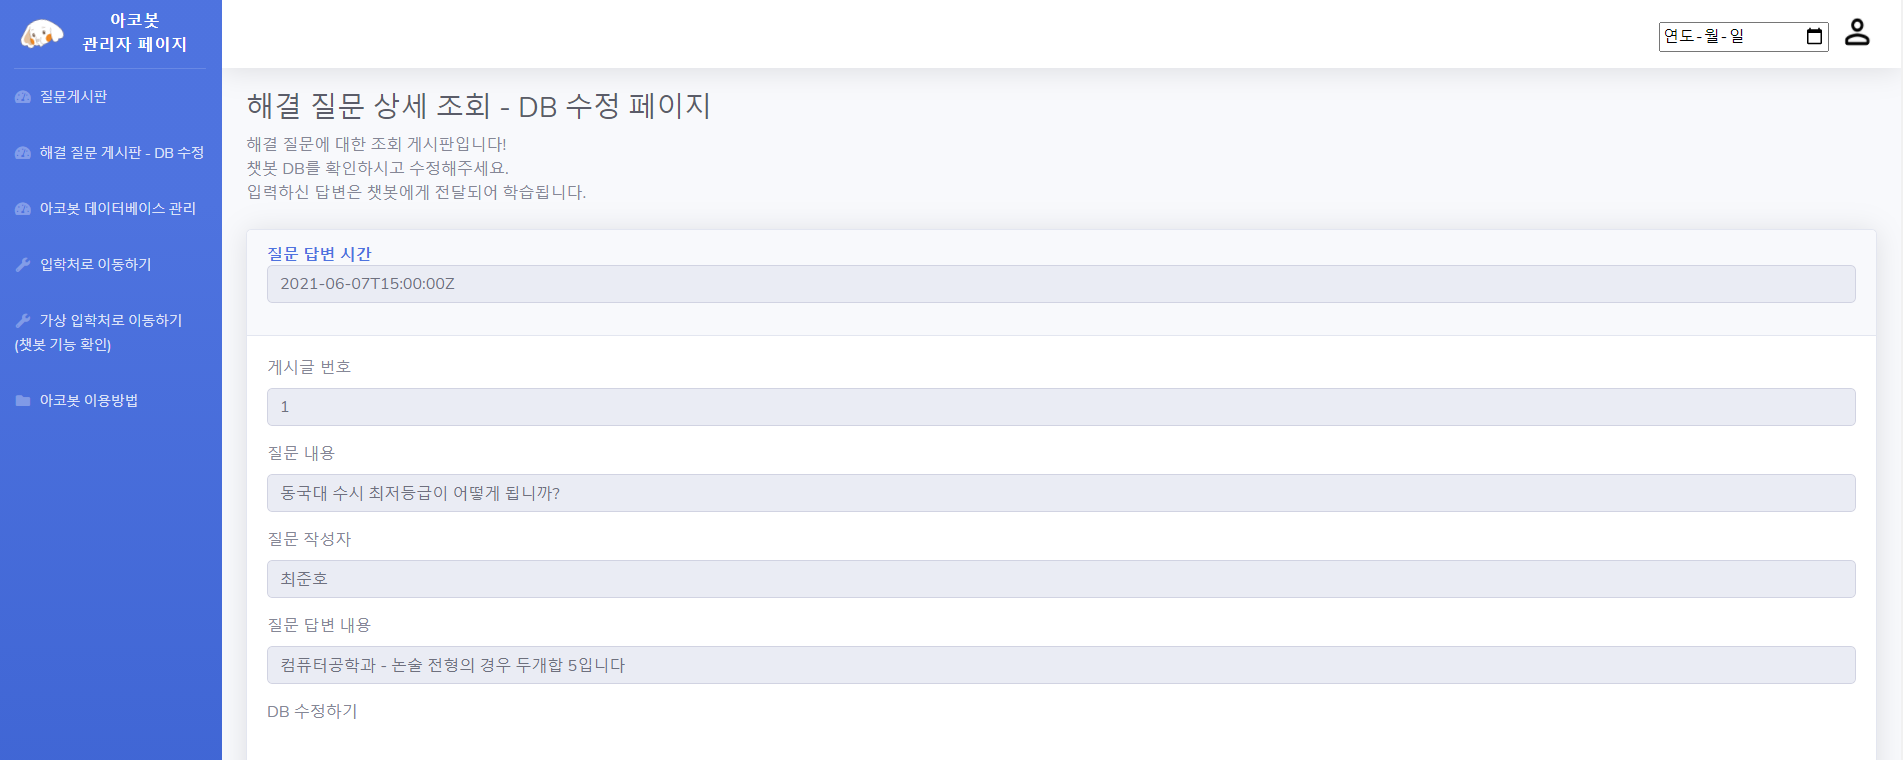 아코봇
관리자 페이지
질문게시판
해결 질문 게시판 - DB 수정
아코봇 데이터베이스 관리
입학처로 이동하기
가상 입학처로 이동하기
(챗봇 기능 확인)
아코봇 이용방법
연도-월-일
해결 질문 상세 조회 - DB 수정 페이지
해결 질문에 대한 조회 게시판입니다!
챗봇 DB를 확인하시고 수정해주세요.
입력하신 답변은 챗봇에게 전달되어 학습됩니다.
질문 답변 시간
2021-06-07T15:00:00Z
게시글 번호
1
질문 내용
동국대 수시 최저등급이 어떻게 됩니까?
질문 작성자
최준호
질문 답변 내용
컴퓨터공학과 - 논술 전형의 경우 두개합 5입니다
DB 수정하기